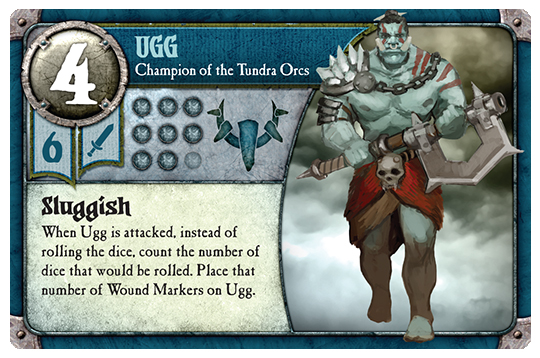 4
UGG
Champion of the Tundra Orcs
6
Sluggish
When Ugg is attacked, instead of
rolling the dice, count the number of
dice that would be rolled. Place that
number of Wound Markers on Ugg.